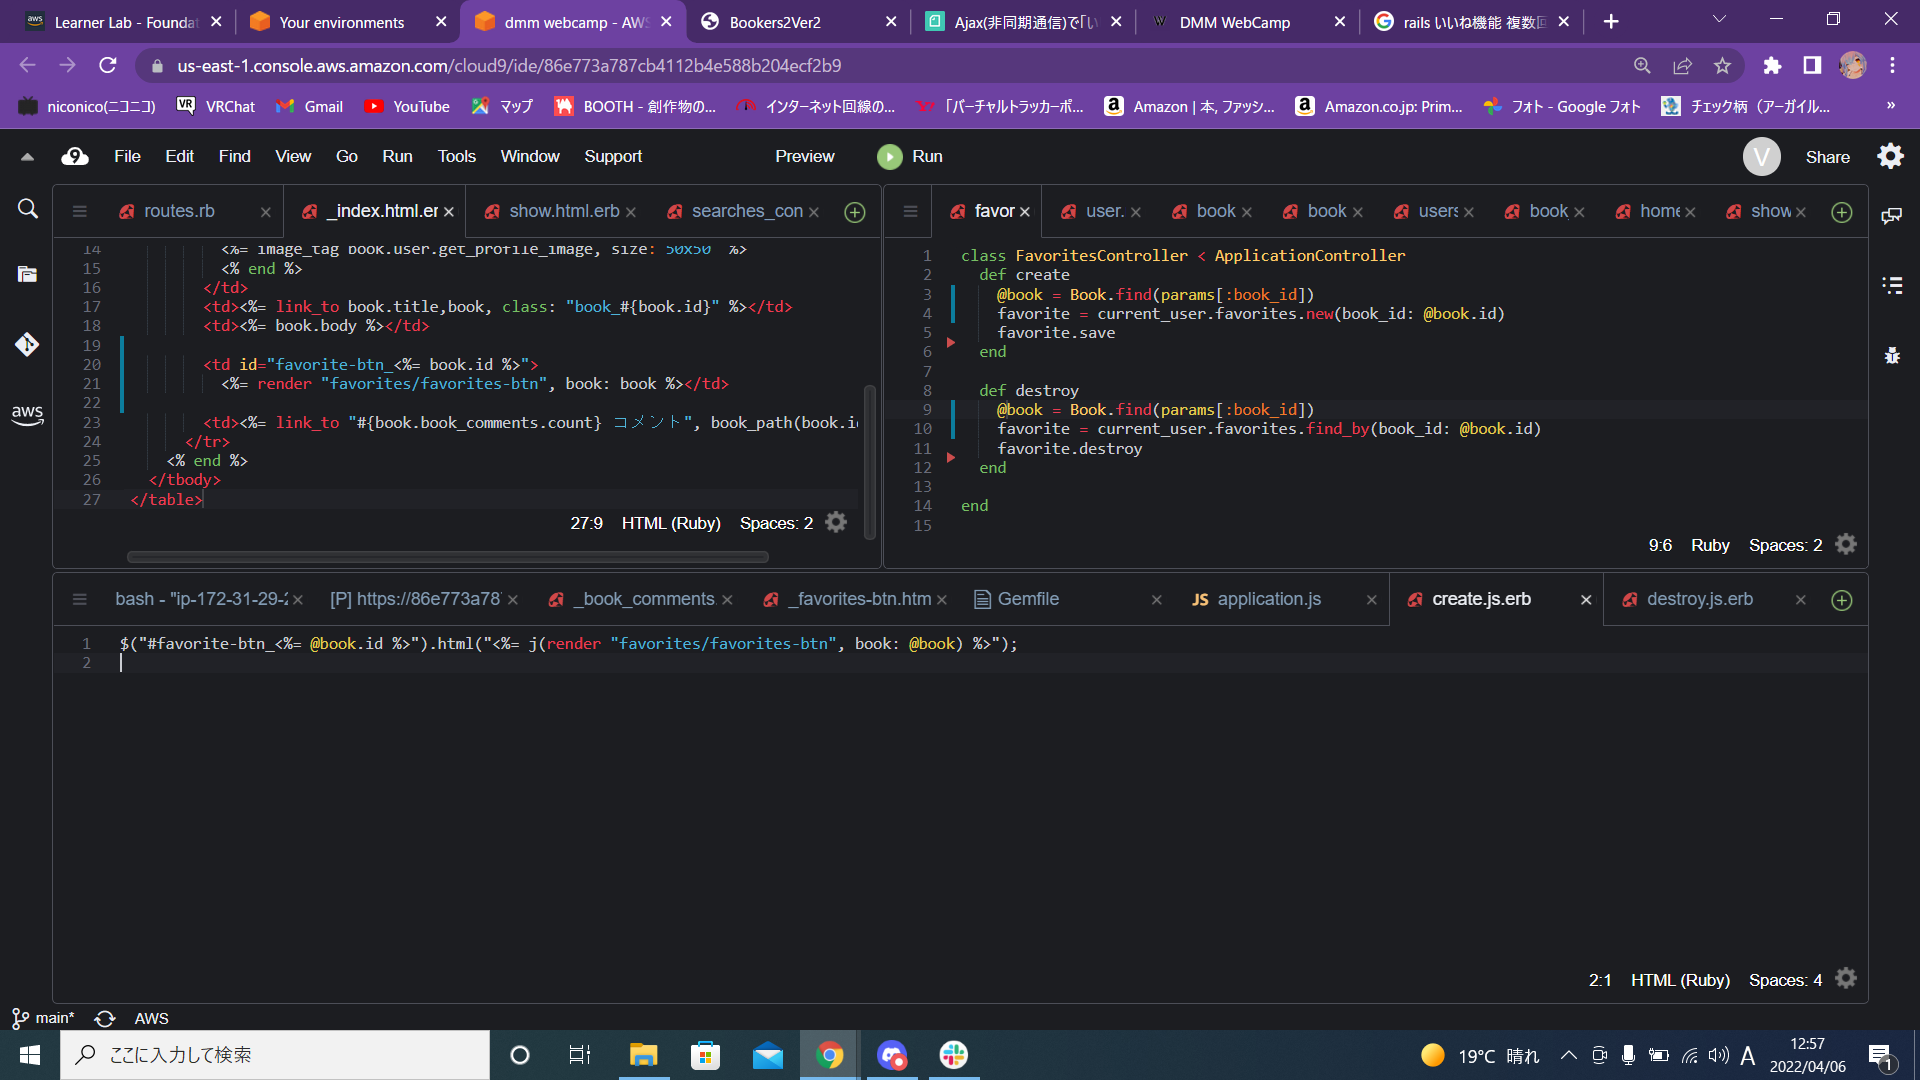 Learner Lab - Foundat
Your environments
dmm webcamp - AWS
Bookers2Ver2
Ajax(非同期通信)で「い
DMM WebCamp
rails いいね機能 複数回
us-east-1.console.aws.amazon.com/cloud9/ide/86e773a787cb4112b4e588b204ecf2b9
niconico(ニコニコ)
VRChat
Gmail
YouTube
マップ
BOOTH - 創作物の...
インターネット回線の...
「バーチャルトラッカーポ...
Amazon | 本, ファッシ...
Amazon.co.jp: Prim...
フォト - Google フォト
チェック柄（アーガイル...
»
File Edit Find View Go Run Tools Window Support Preview Run
V Share
routes.rb
_index.html.er
show.html.erb
searches_con
14 <%= image_tag book.user.get_profile_image, size: 50x50 %>
15 <% end %>
16 </td>
17 <td><%= link_to book.title,book, class: "book_#{book.id}" %></td>
18 <td><%= book.body %></td>
19
20 <td id="favorite-btn_<%= book.id %>">
21 <%= render "favorites/favorites-btn", book: book %></td>
22
23 <td><%= link_to "#{book.book_comments.count} コメント", book_path(book.i
24 </tr>
25 <% end %>
26 </tbody>
27 </table>
27:9 HTML (Ruby) Spaces: 2
favor
user.
book
book
users
book
home
show
1 class FavoritesController < ApplicationController
2 def create
3 @book = Book.find(params[:book_id])
4 favorite = current_user.favorites.new(book_id: @book.id)
5 favorite.save
6 end
7
8 def destroy
9 @book = Book.find(params[:book_id])
10 favorite = current_user.favorites.find_by(book_id: @book.id)
11 favorite.destroy
12 end
13
14 end
15
9:6 Ruby Spaces: 2
aws
bash - "ip-172-31-29-2
[P] https://86e773a78
_book_comments.
_favorites-btn.htm
Gemfile
JS application.js
create.js.erb
destroy.js.erb
1 $("#favorite-btn_<%= @book.id %>").html("<%= j(render "favorites/favorites-btn", book: @book) %>");
2
2:1 HTML (Ruby) Spaces: 4
main* AWS
ここに入力して検索
19°C 晴れ
A
12:57
2022/04/06
1